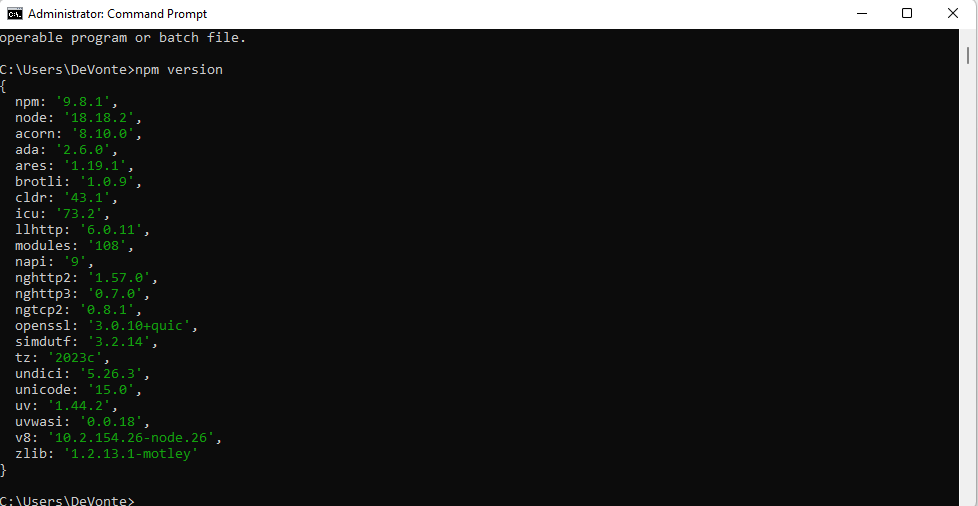 Administrator: Command Prompt
operable program or batch file.
C:\Users\DeVonte>npm version
{
  npm: '9.8.1',
  node: '18.18.2',
  acorn: '8.10.0',
  ada: '2.6.0',
  ares: '1.19.1',
  brotli: '1.0.9',
  cldr: '43.1',
  icu: '73.2',
  llhttp: '6.0.11',
  modules: '108',
  napi: '9',
  nghttp2: '1.57.0',
  nghttp3: '0.7.0',
  ngtcp2: '0.8.1',
  openssl: '3.0.10+quic',
  simdutf: '3.2.14',
  tz: '2023c',
  undici: '5.26.3',
  unicode: '15.0',
  uv: '1.44.2',
  uvwasi: '0.0.18',
  v8: '10.2.154.26-node.26',
  zlib: '1.2.13.1-motley'
}
C:\Users\DeVonte>